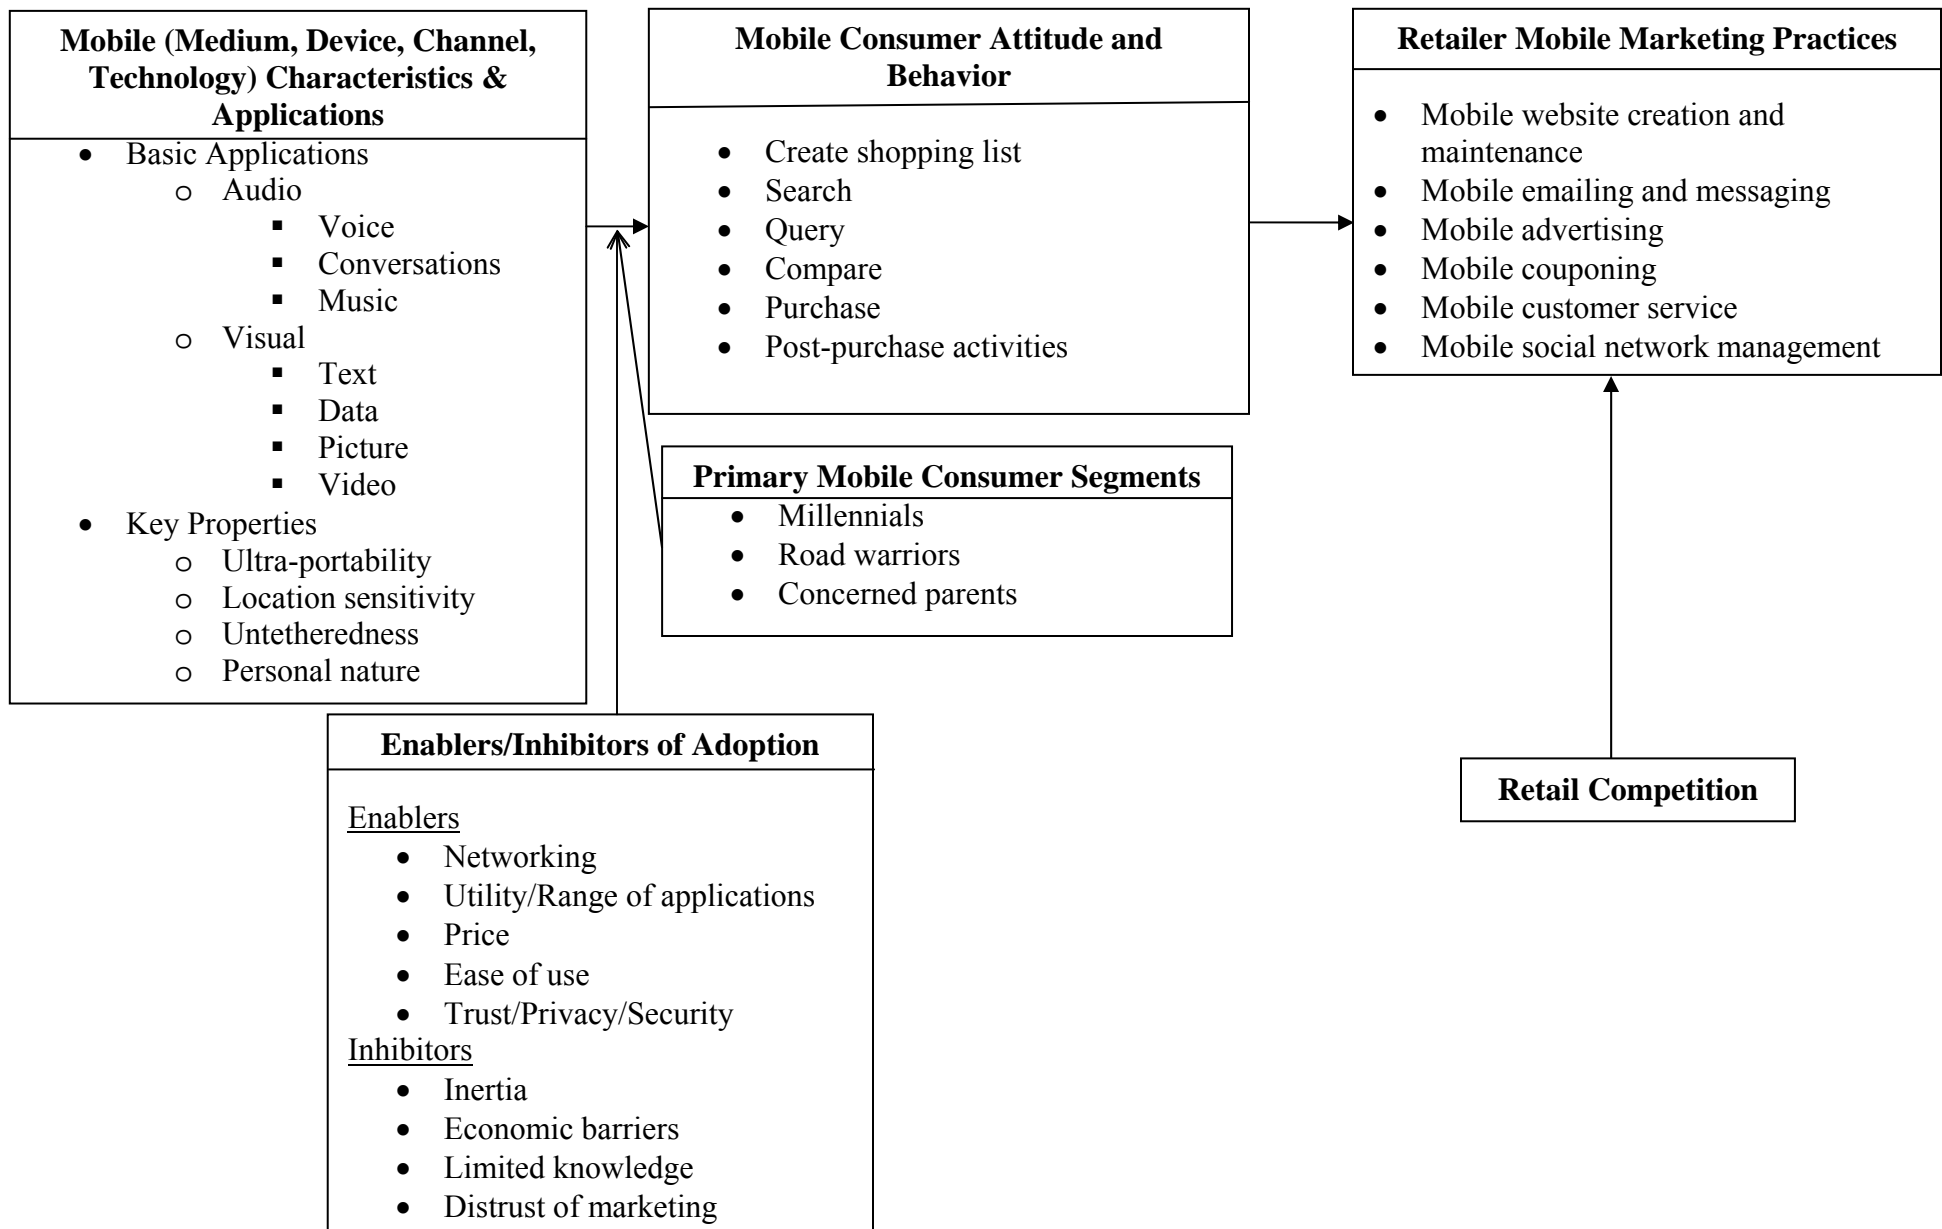 Mobile (Medium, Device, Channel,
Technology) Characteristics &
Applications
• Basic Applications
o Audio
▪ Voice
▪ Conversations
▪ Music
o Visual
▪ Text
▪ Data
▪ Picture
▪ Video
• Key Properties
o Ultra-portability
o Location sensitivity
o Untetheredness
o Personal nature
Mobile Consumer Attitude and
Behavior
• Create shopping list
• Search
• Query
• Compare
• Purchase
• Post-purchase activities
Retailer Mobile Marketing Practices
• Mobile website creation and
maintenance
• Mobile emailing and messaging
• Mobile advertising
• Mobile couponing
• Mobile customer service
• Mobile social network management
Primary Mobile Consumer Segments
• Millennials
• Road warriors
• Concerned parents
Enablers/Inhibitors of Adoption
Enablers
• Networking
• Utility/Range of applications
• Price
• Ease of use
• Trust/Privacy/Security
Inhibitors
• Inertia
• Economic barriers
• Limited knowledge
• Distrust of marketing
Retail Competition